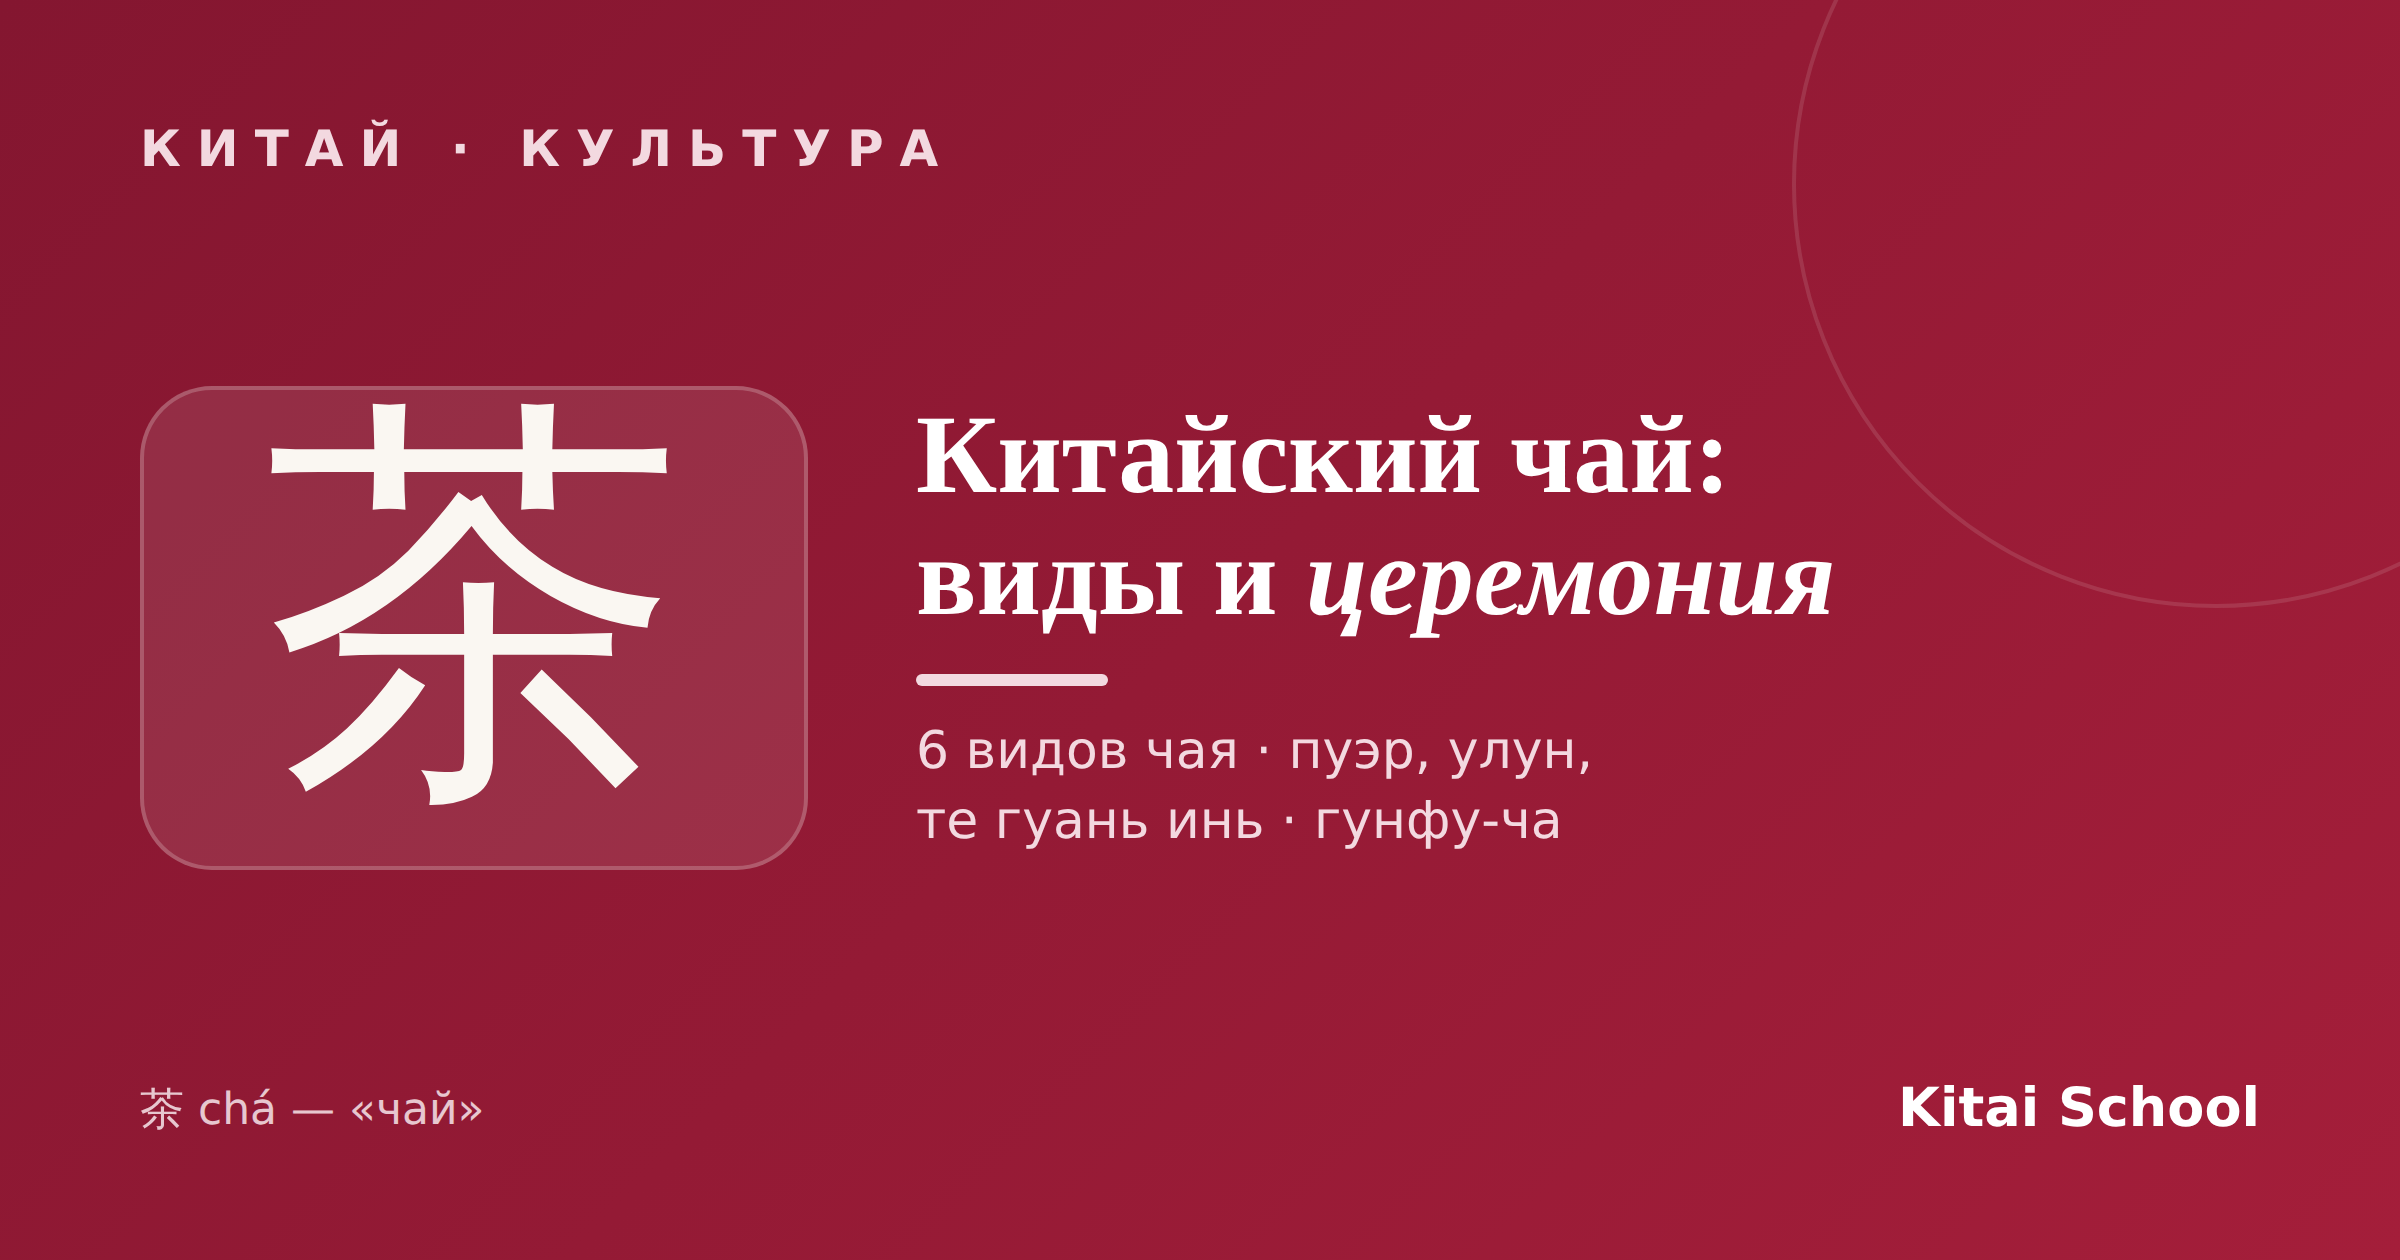 КИТАЙ · КУЛЬТУРА
茶
Китайский чай:
виды и церемония
6 видов чая · пуэр, улун,
те гуань инь · гунфу-ча
茶 chá — «чай»
Kitai School